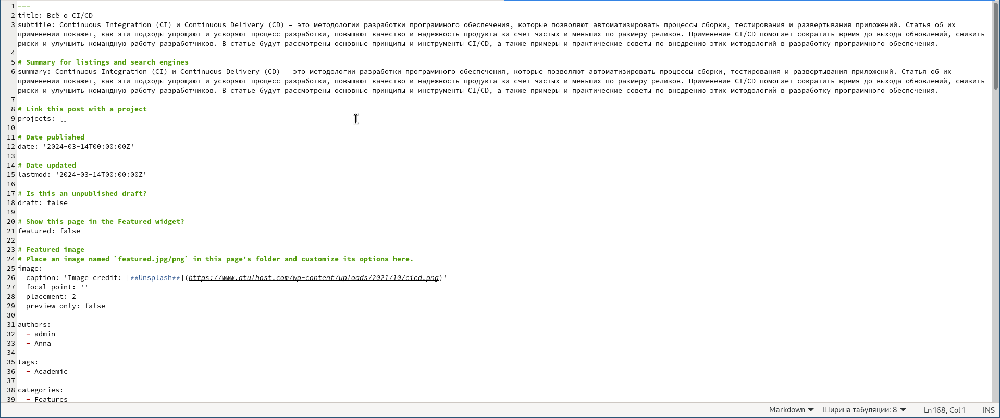 1 ---
2 title: Всё о CI/CD
3 subtitle: Continuous Integration (CI) и Continuous Delivery (CD) – это методологии разработки программного обеспечения, которые позволяют автоматизировать процессы сборки, тестирования и развертывания приложений. Статья об их
применении покажет, как эти подходы упрощают и ускоряют процесс разработки, повышают качество и надежность продукта за счет частых и меньших по размеру релизов. Применение CI/CD помогает сократить время до выхода обновлений, снизить
риски и улучшить командную работу разработчиков. В статье будут рассмотрены основные принципы и инструменты CI/CD, а также примеры и практические советы по внедрению этих методологий в разработку программного обеспечения.
4
5 # Summary for listings and search engines
6 summary: Continuous Integration (CI) и Continuous Delivery (CD) – это методологии разработки программного обеспечения, которые позволяют автоматизировать процессы сборки, тестирования и развертывания приложений. Статья об их
применении покажет, как эти подходы упрощают и ускоряют процесс разработки, повышают качество и надежность продукта за счет частых и меньших по размеру релизов. Применение CI/CD помогает сократить время до выхода обновлений, снизить
риски и улучшить командную работу разработчиков. В статье будут рассмотрены основные принципы и инструменты CI/CD, а также примеры и практические советы по внедрению этих методологий в разработку программного обеспечения.
7
8 # Link this post with a project
9 projects: []
10
11 # Date published
12 date: '2024-03-14T00:00:00Z'
13
14 # Date updated
15 lastmod: '2024-03-14T00:00:00Z'
16
17 # Is this an unpublished draft?
18 draft: false
19
20 # Show this page in the Featured widget?
21 featured: false
22
23 # Featured image
24 # Place an image named `featured.jpg/png` in this page's folder and customize its options here.
25 image:
26   caption: 'Image credit: [**Unsplash**](https://www.atulhost.com/wp-content/uploads/2021/10/cicd.png)'
27   focal_point: ''
28   placement: 2
29   preview_only: false
30
31 authors:
32   - admin
33   - Anna
34
35 tags:
36   - Academic
37
38 categories:
39   - Features
Markdown Ширина табуляции: 8 Ln 168, Col 1 INS